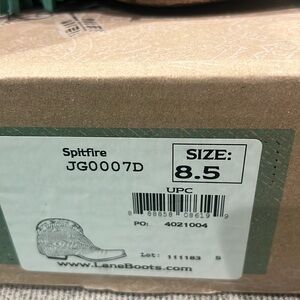 Spitfire
JG0007D
SIZE:
8.5
UPC
PO: 4021004
Lot: 111183 S
www.LaneBoots.com